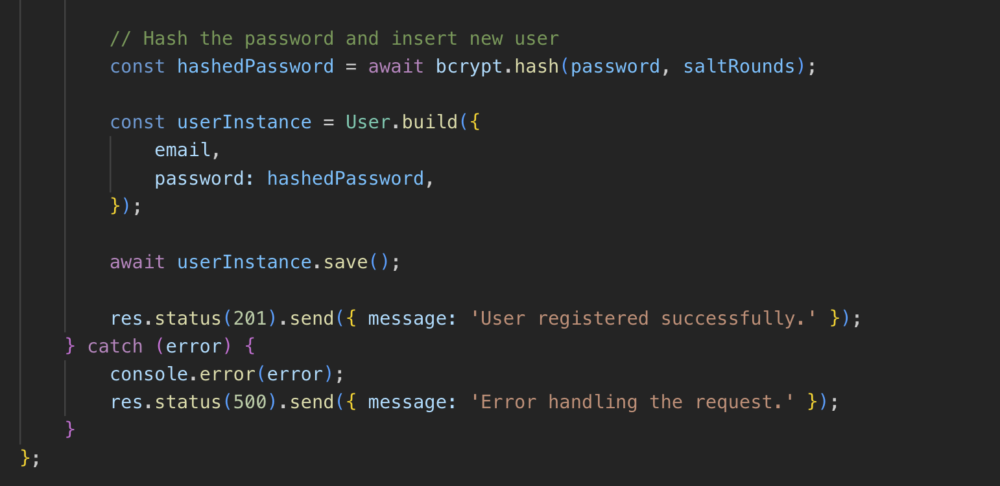 // Hash the password and insert new user
const hashedPassword = await bcrypt.hash(password, saltRounds);
const userInstance = User.build({
email,
password: hashedPassword,
});
await userInstance.save();
res.status(201).send({ message: 'User registered successfully.' });
} catch (error) {
console.error(error);
res.status(500).send({ message: 'Error handling the request.' });
}
};